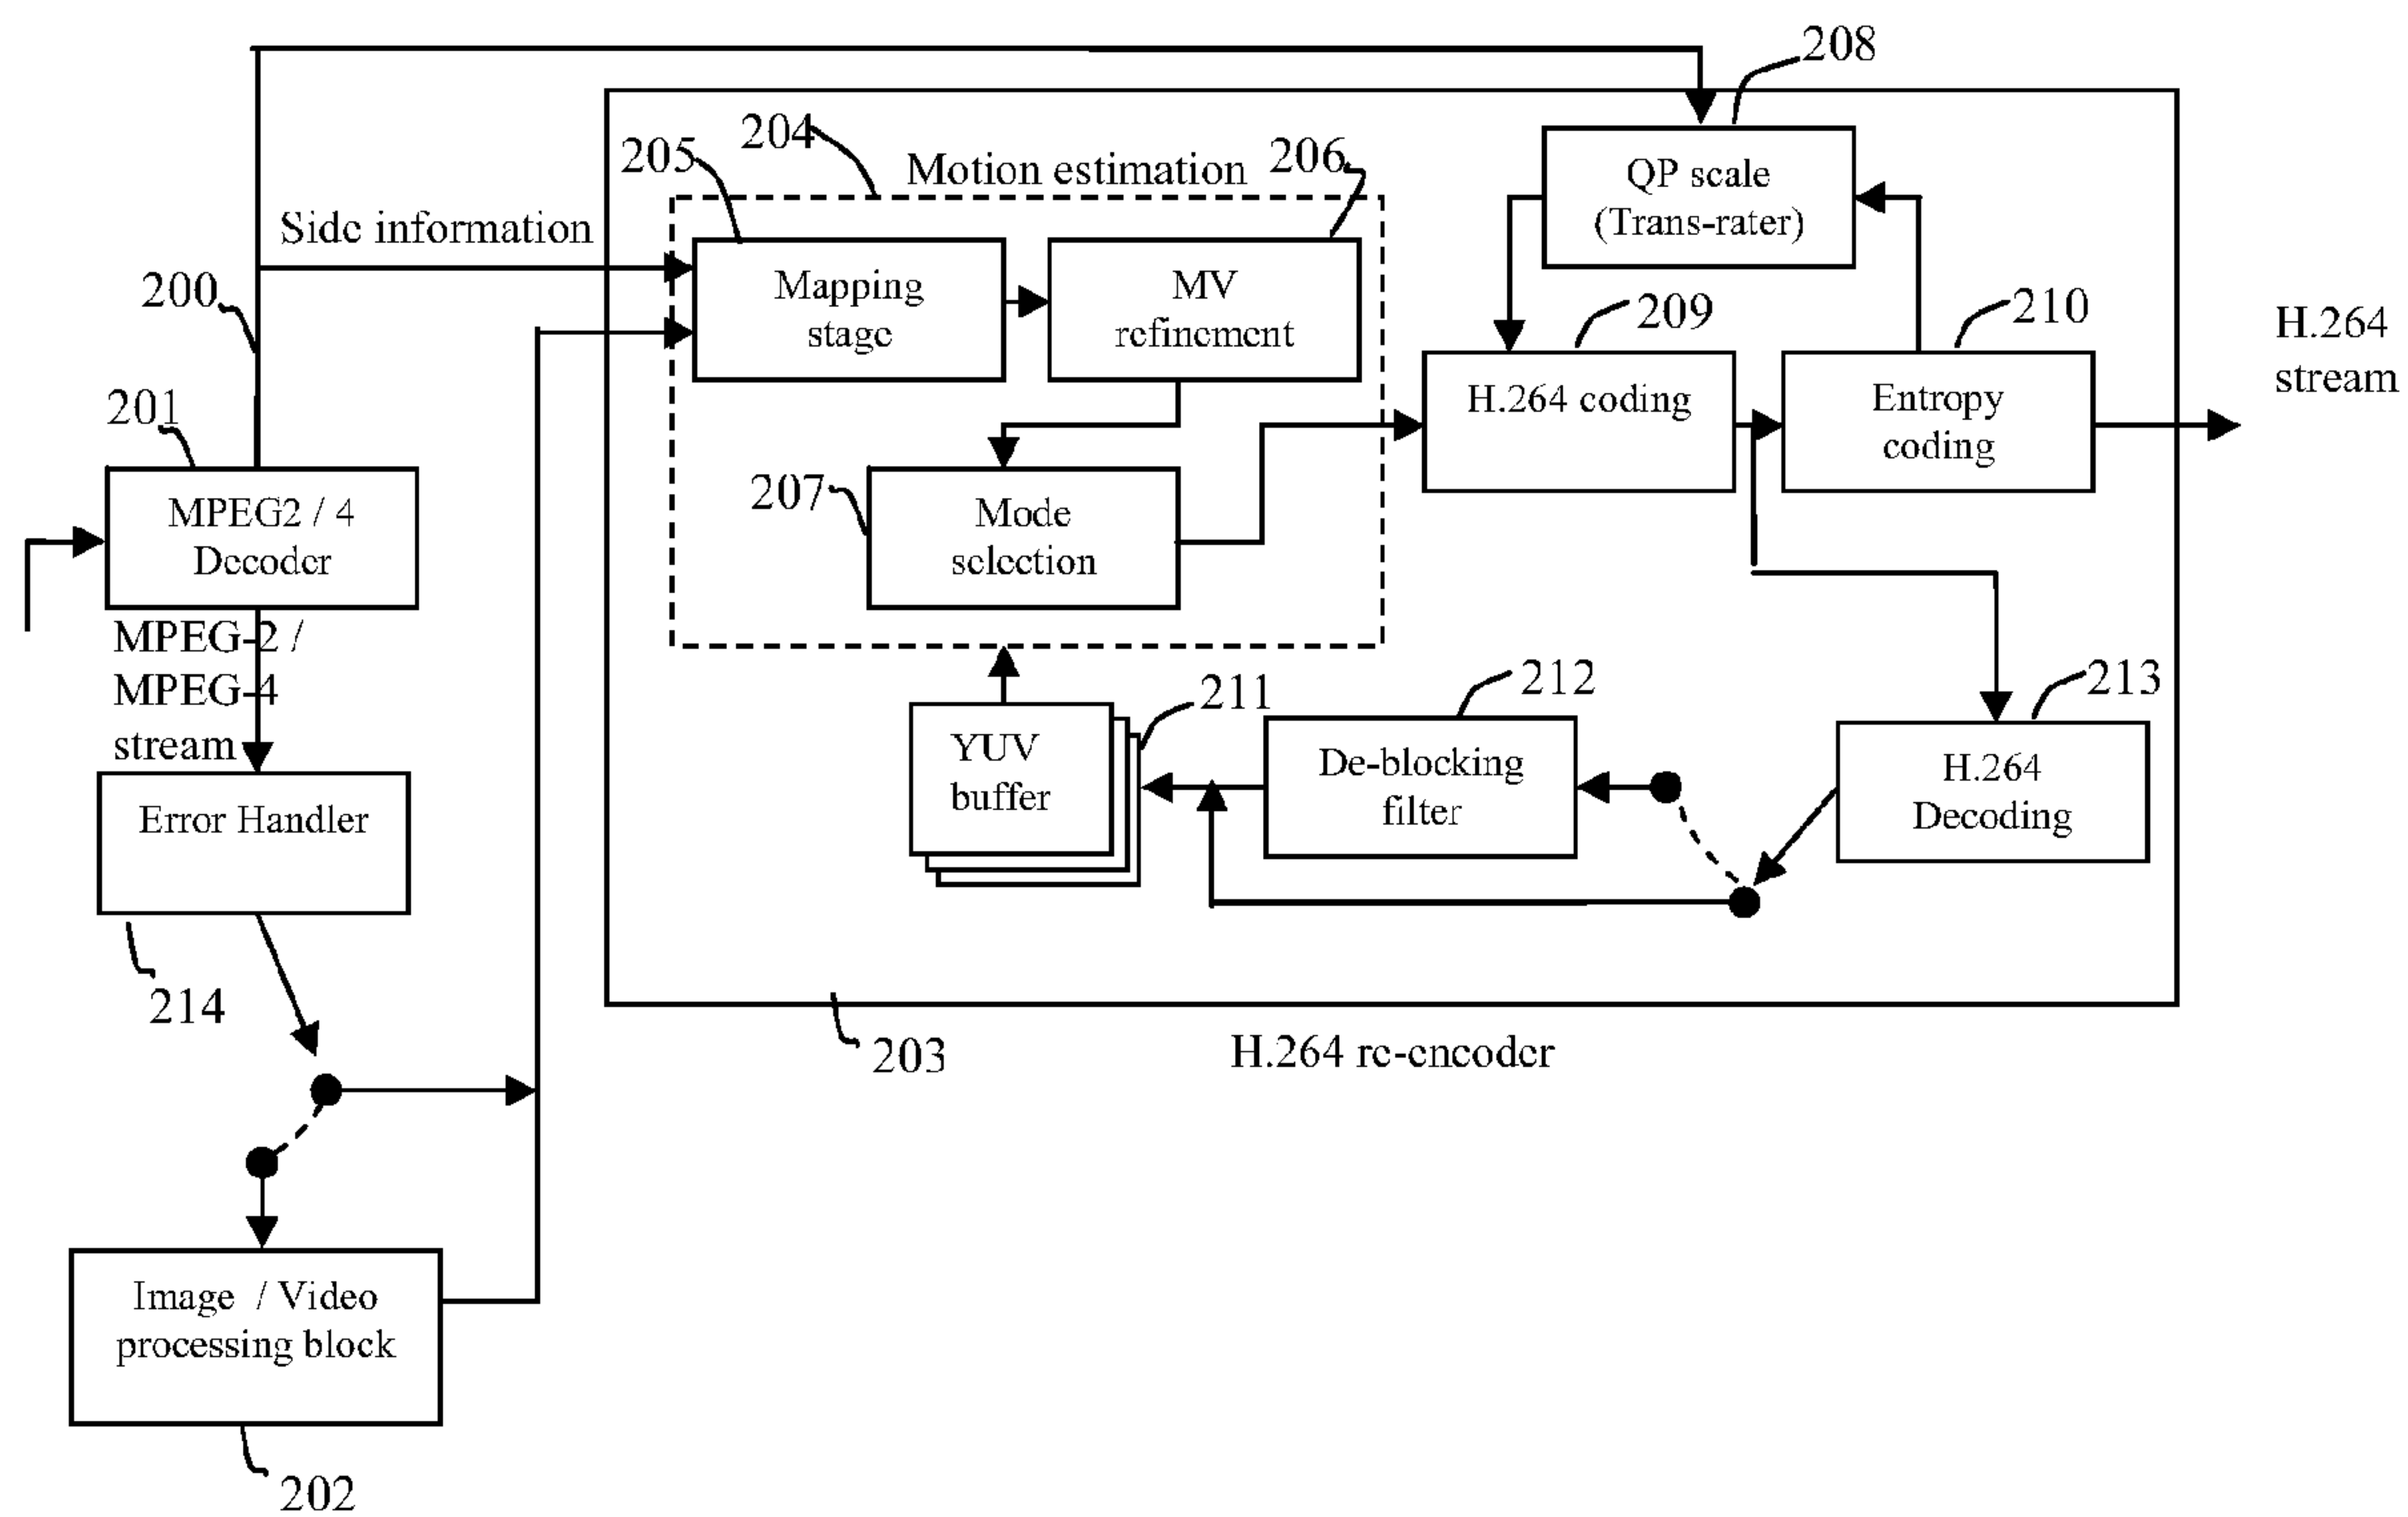 208
204
205
Motion estimation
206
QP scale
(Trans-rater)
Side information
200
Mapping
stage
MV
refinement
209
210
H.264
stream
201
H.264 coding
Entropy
coding
MPEG2 / 4
Decoder
207
Mode
selection
MPEG-2 /
MPEG-4
stream
211
212
213
YUV
buffer
De-blocking
filter
H.264
Decoding
Error Handler
214
203
H.264 re-encoder
Image / Video
processing block
202